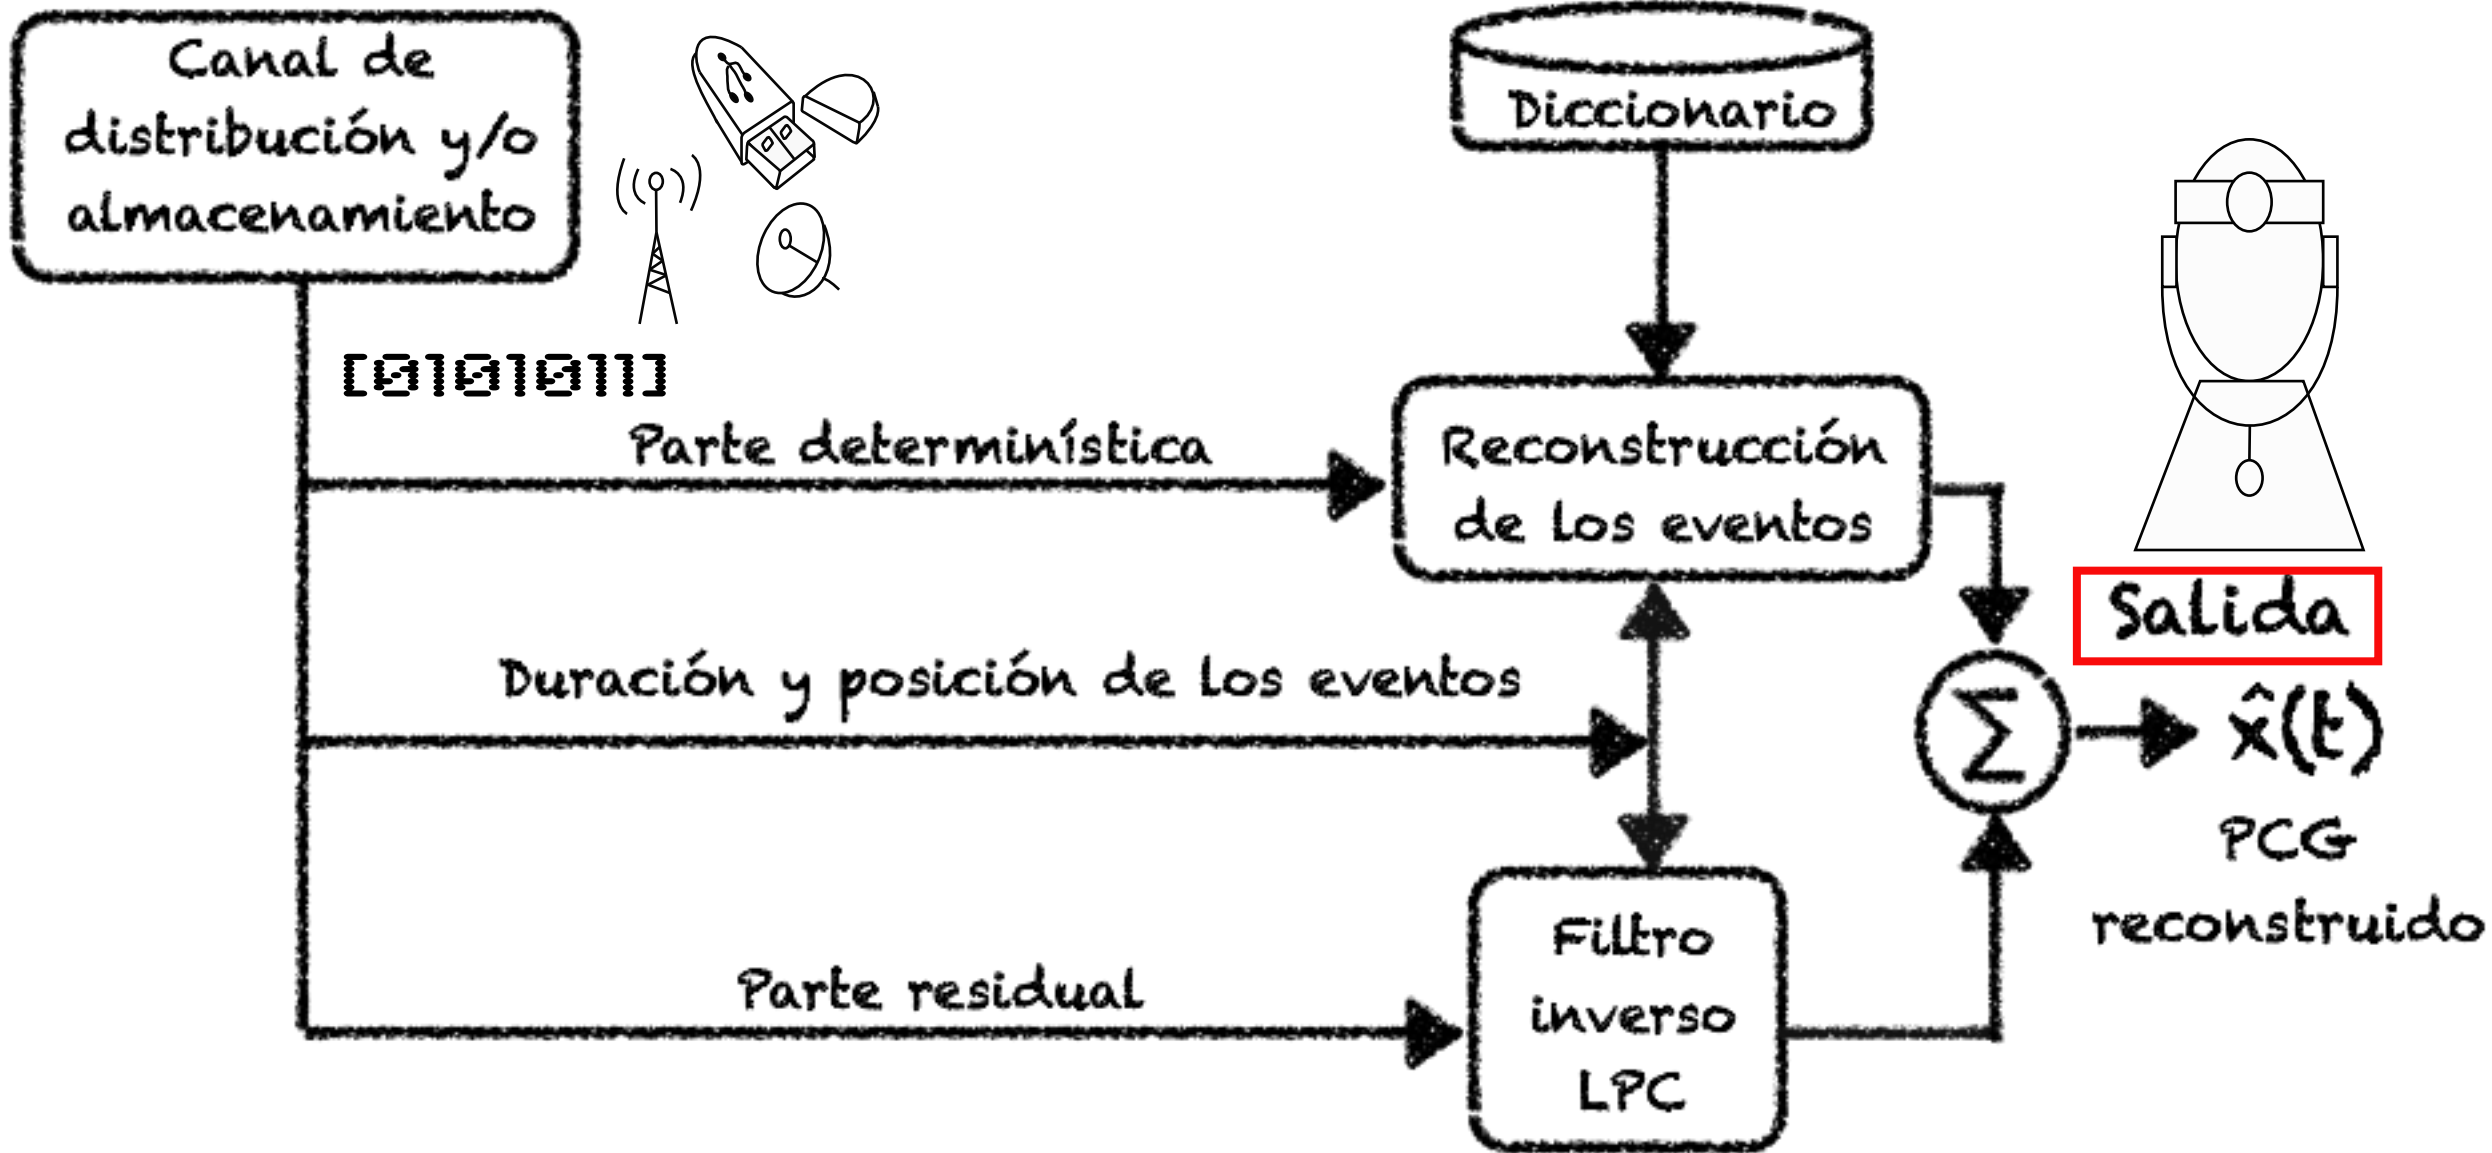 Canal de
distribución y/o
almacenamiento
Diccionario
[0101011]
Parte determinística
Reconstrucción
de los eventos
Duración y posición de los eventos
Salida
Σ
x̂(t)
PCG
reconstruido
Parte residual
Filtro
inverso
LPC